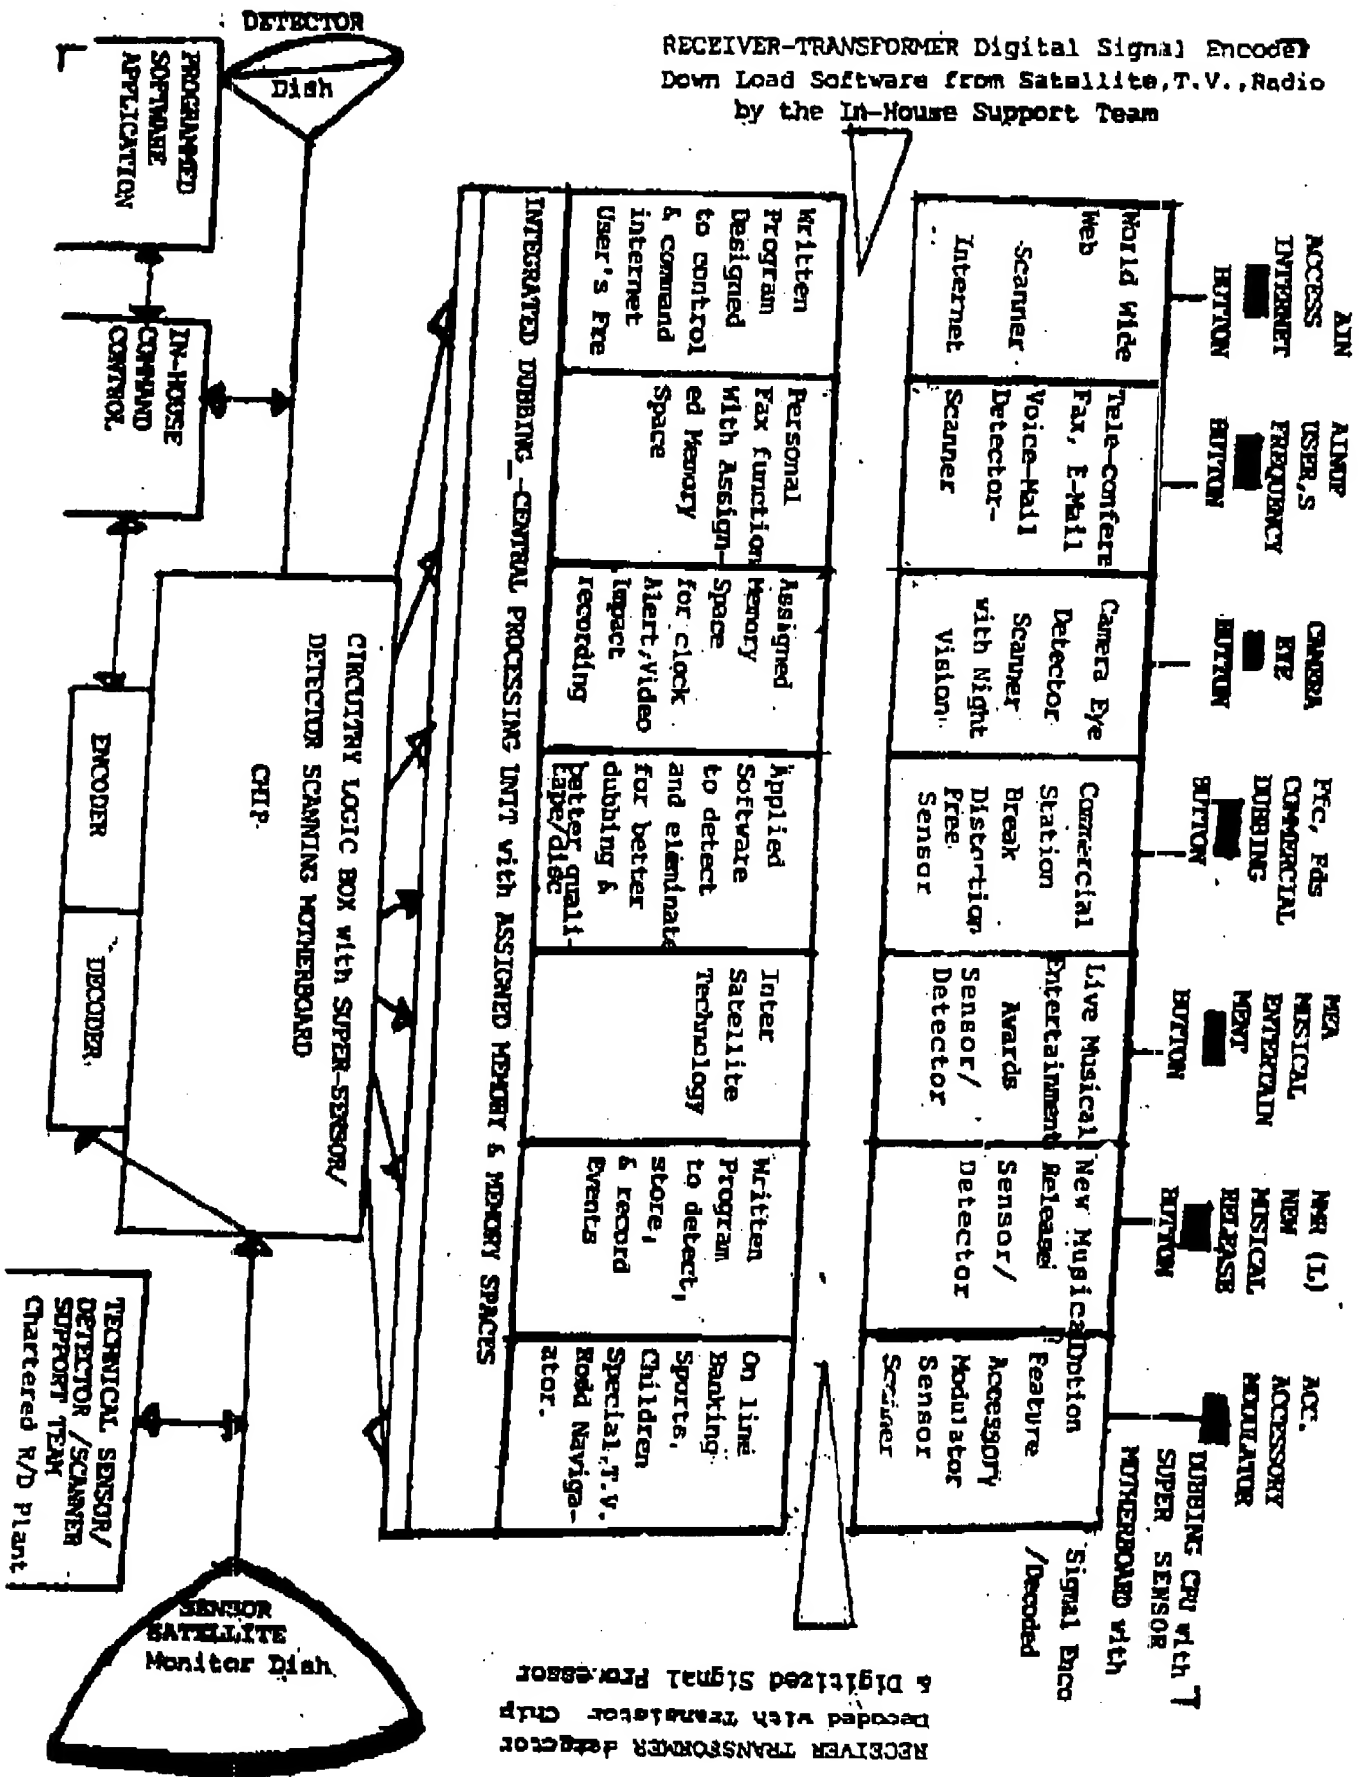 DETECTOR
Dish
RECEIVER-TRANSFORMER Digital Signal Encoder
Down Load Software from Satellite,T.V.,Radio
by the In-House Support Team
PROGRAMMED
SOFTWARE
APLICATION
IN-HOUSE
COMMAND
CONTROL
AIN
ACCESS
INTERNET
BUTTON
AIMOP
USER,S
FREQUENCY
BUTTON
CAMERA
EYE
BUTTON
Pfc, Fds
COMMERCIAL
DUBBING
BUTTON
MEA
MUSICAL
ENTERTAIN
MENT
BUTTON
NMR (L)
NEW
MUSICAL
RELEASE
BUTTON
ACC.
ACCESSORY
MODULATOR
World Wide
Web
Scanner
Internet
Tele-confere
Fax, E-Mail
Voice-Mail
Detector-
Scanner
Camera Eye
Detector
Scanner
with Night
Vision
Commercial
Station
Break
Distortion
Free
Sensor
Live Musical
Entertainment
Awards
Sensor/
Detector
New Musical
Release
Sensor/
Detector
Option
Feature
Accessory
Modulator
Sensor
Scanner
DUBBING CPU with T
SUPER SENSOR
MOTHERBOARD with
Signal Enco
/Decoded
Written
Program
Designed
to control
& command
internet
User's Fre
Personal
Fax function
With Assign-
ed Memory
Space
Assigned
Memory
Space
for clock
Alert,Video
Impact
recording
Applied
Software
to detect
and eleminate
for better
dubbing &
better quali-
tape/disc
Inter
Satellite
Technology
Written
Program
to detect,
store,
& record
Events
On line
Banking
Sports,
Children
Special,T.V.
Road Naviga-
ator.
INTEGRATED DUBBING -CENTRAL PROCESSING UNIT with ASSIGNED MEMORY & MEMORY SPACES
CIRCUITRY LOGIC BOX with SUPER-SENSOR/
DETECTOR SCANNING MOTHERBOARD
CHIP
ENCODER
DECODER
TECHNICAL SENSOR/
DETECTOR /SCANNER
SUPPORT TEAM
Chartered R/D Plant
SENSOR
SATELLITE
Monitor Dish
RECEIVER TRANSFORMER detector
Decoded with Transistor Chip
& Digitized Signal Processor